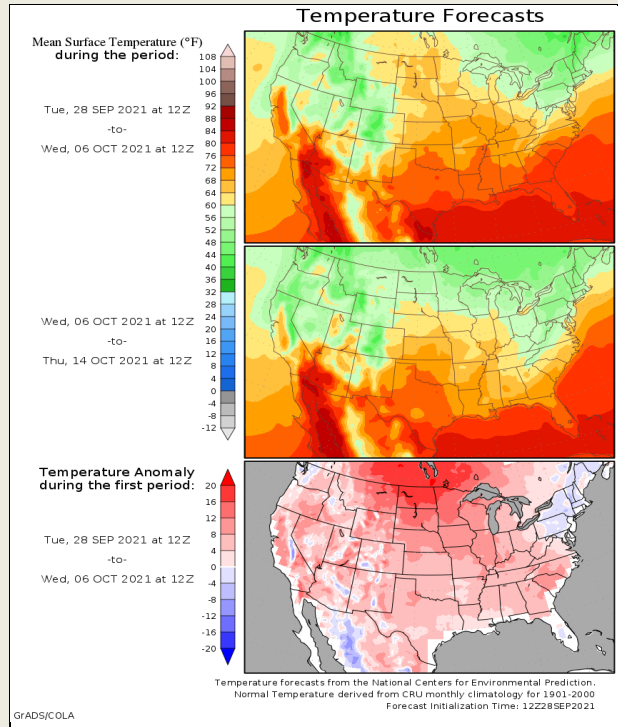 Temperature Forecasts
Mean Surface Temperature (°F)
during the period:
Tue, 28 SEP 2021 at 12Z
-to-
Wed, 06 OCT 2021 at 12Z
108
104
100
96
92
88
84
80
76
72
68
64
60
56
52
48
44
40
36
32
28
24
20
16
12
8
4
0
-4
-8
-12
Wed, 06 OCT 2021 at 12Z
-to-
Thu, 14 OCT 2021 at 12Z
Temperature Anomaly
during the first period:
Tue, 28 SEP 2021 at 12Z
-to-
Wed, 06 OCT 2021 at 12Z
20
16
12
8
4
0
-4
-8
-12
-16
-20
Temperature forecasts from the National Centers for Environmental Prediction.
Normal Temperature derived from CRU monthly climatology for 1901-2000
Forecast Initialization Time: 12Z28SEP2021
GrADS/COLA